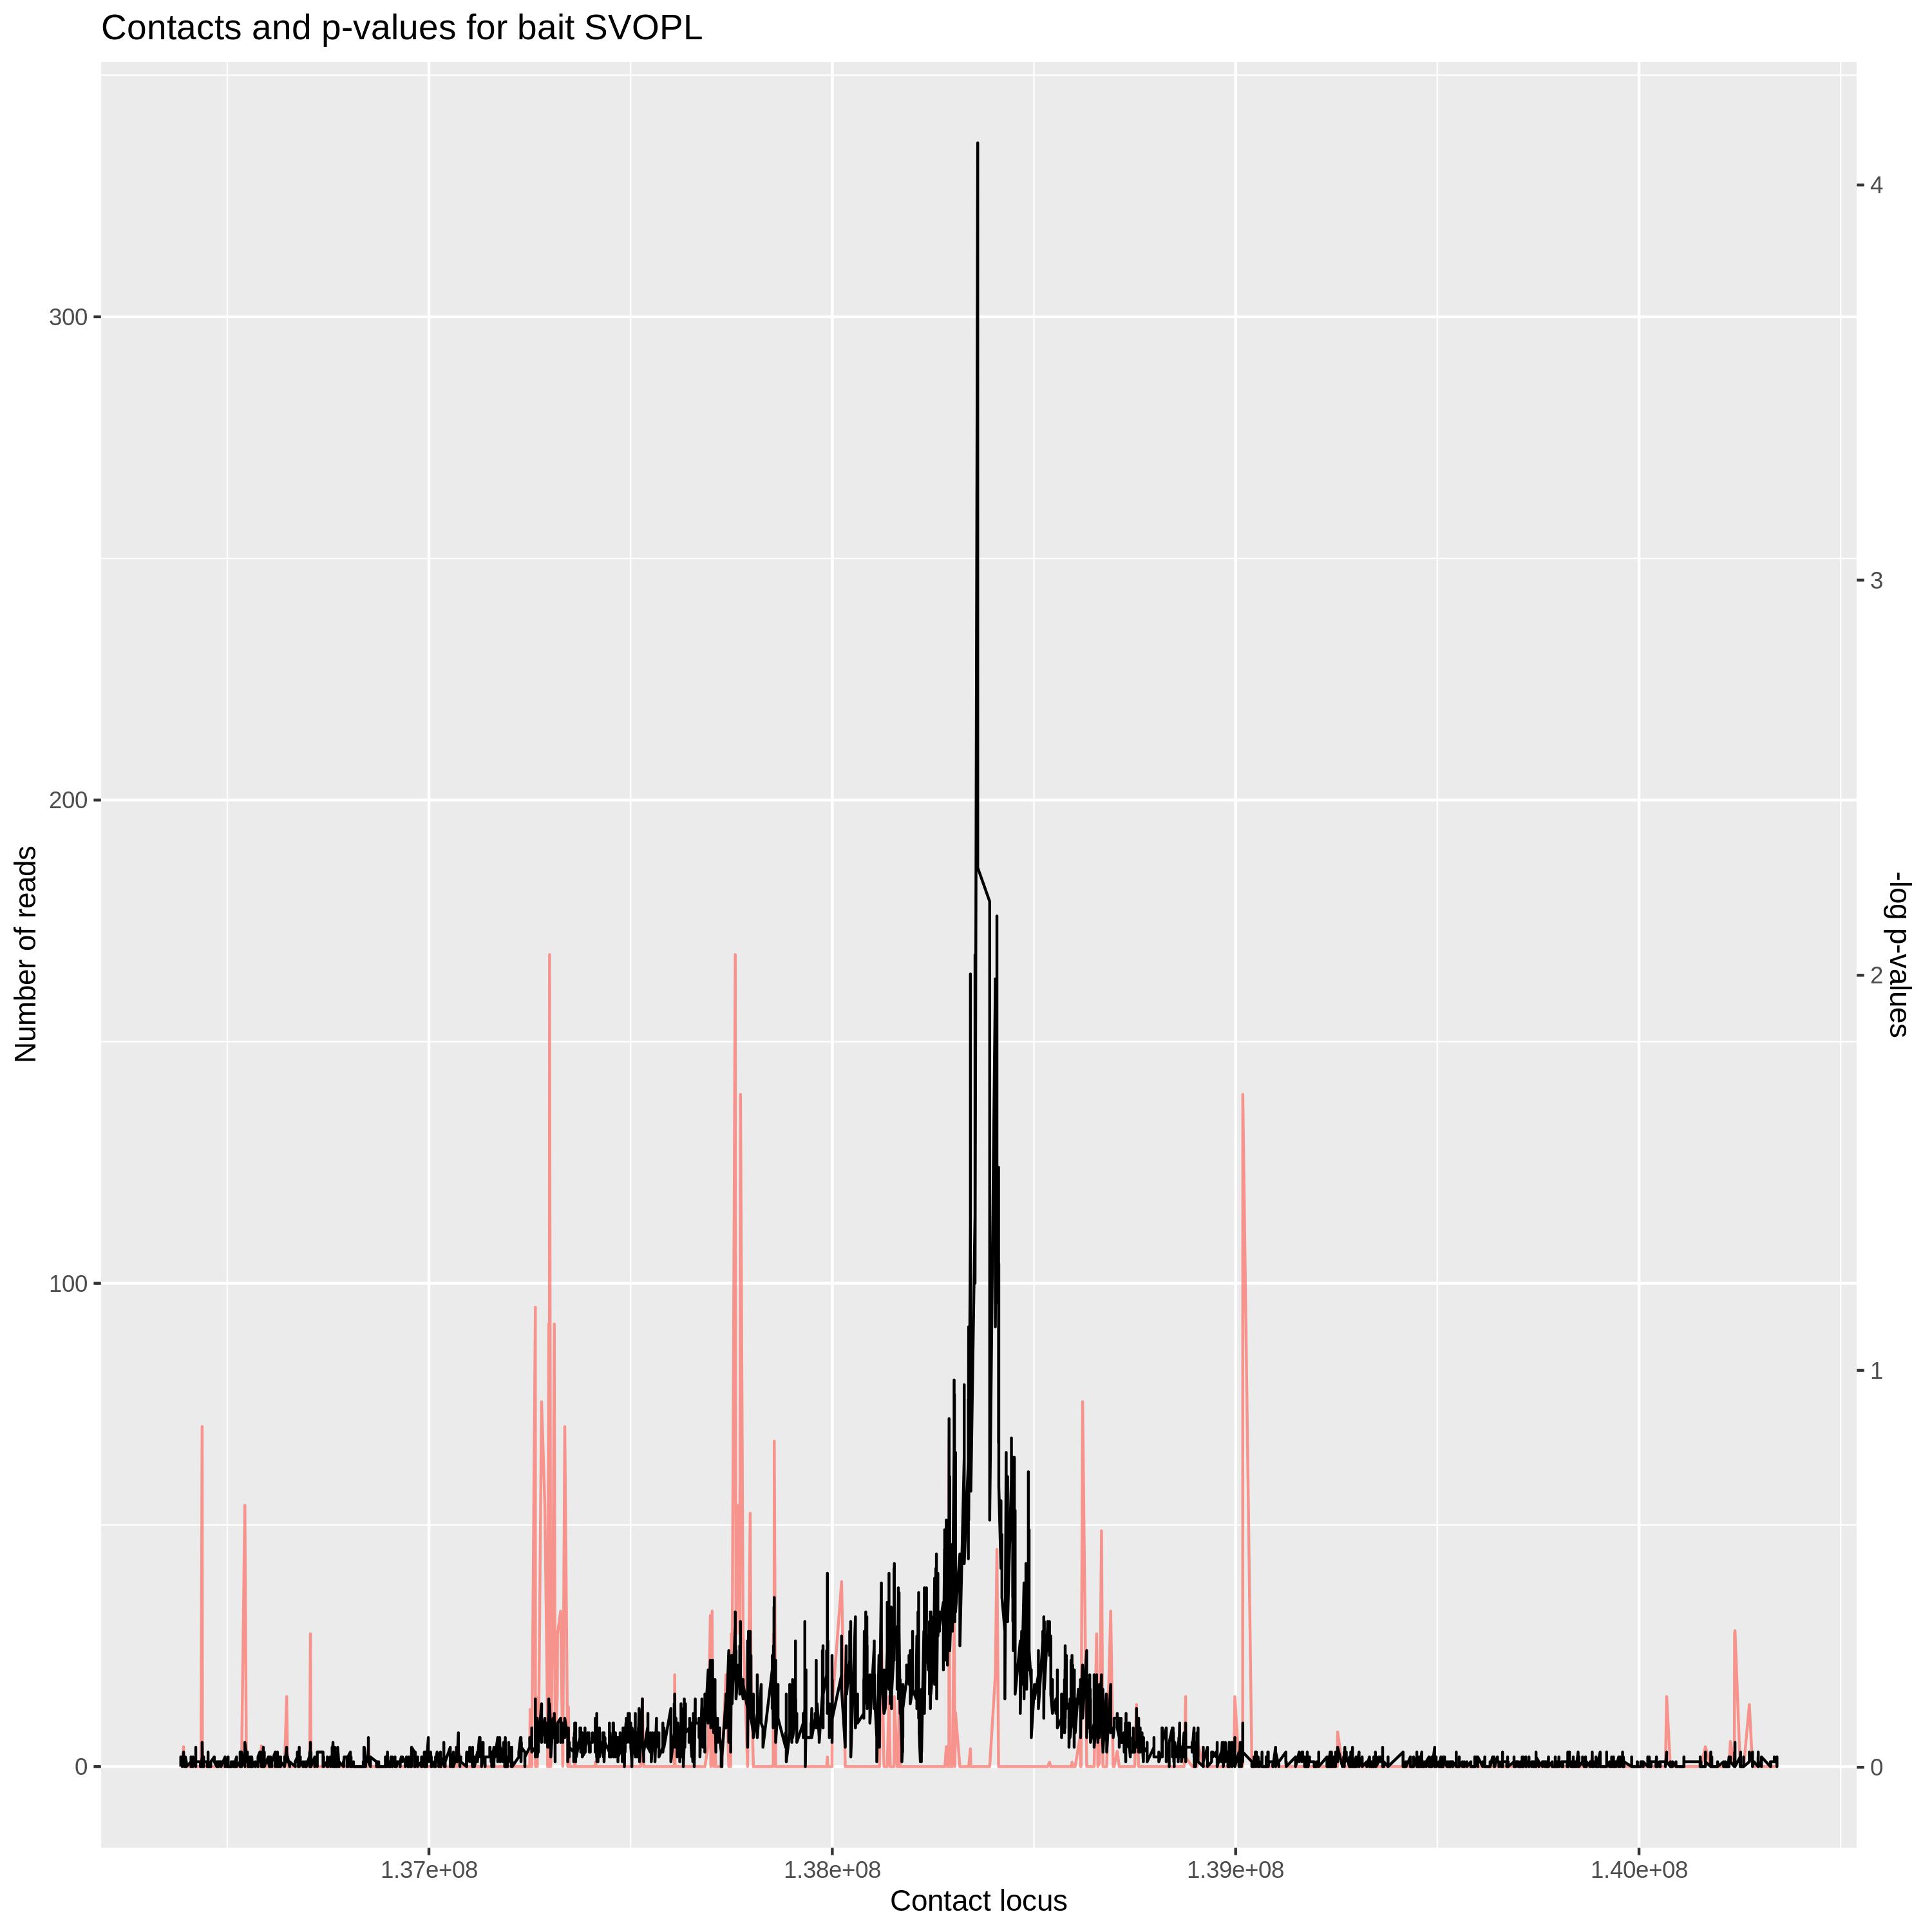 Contacts and p-values for bait SVOPL
Number of reads
300
200
100
0
4
3
2
1
0
-log p-values
1.37e+08
1.38e+08
1.39e+08
1.40e+08
Contact locus